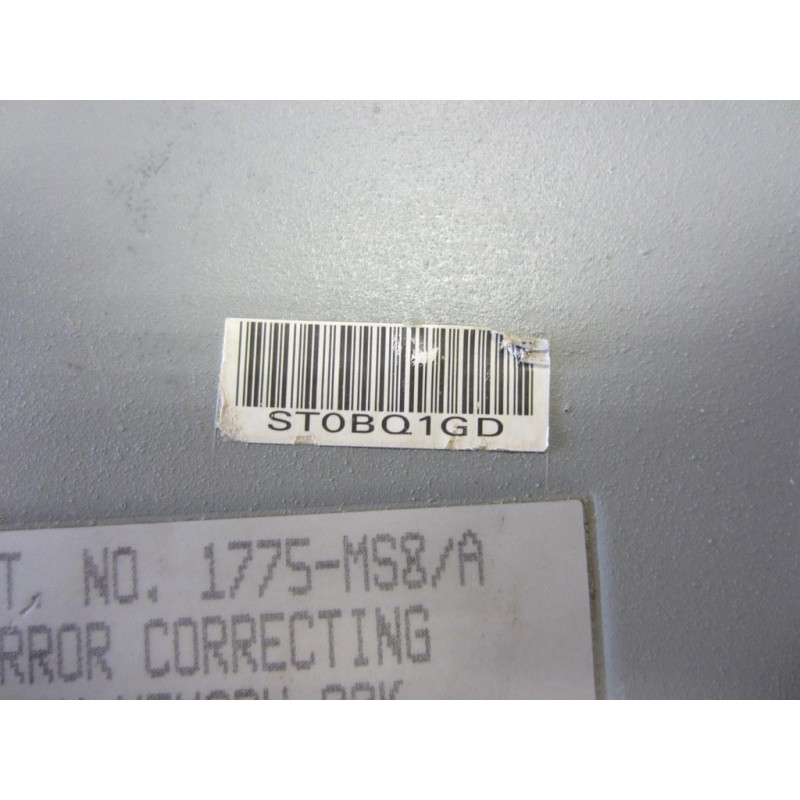 ST0BQ1GD
T. NO. 1775-MS8/A
RROR CORRECTING